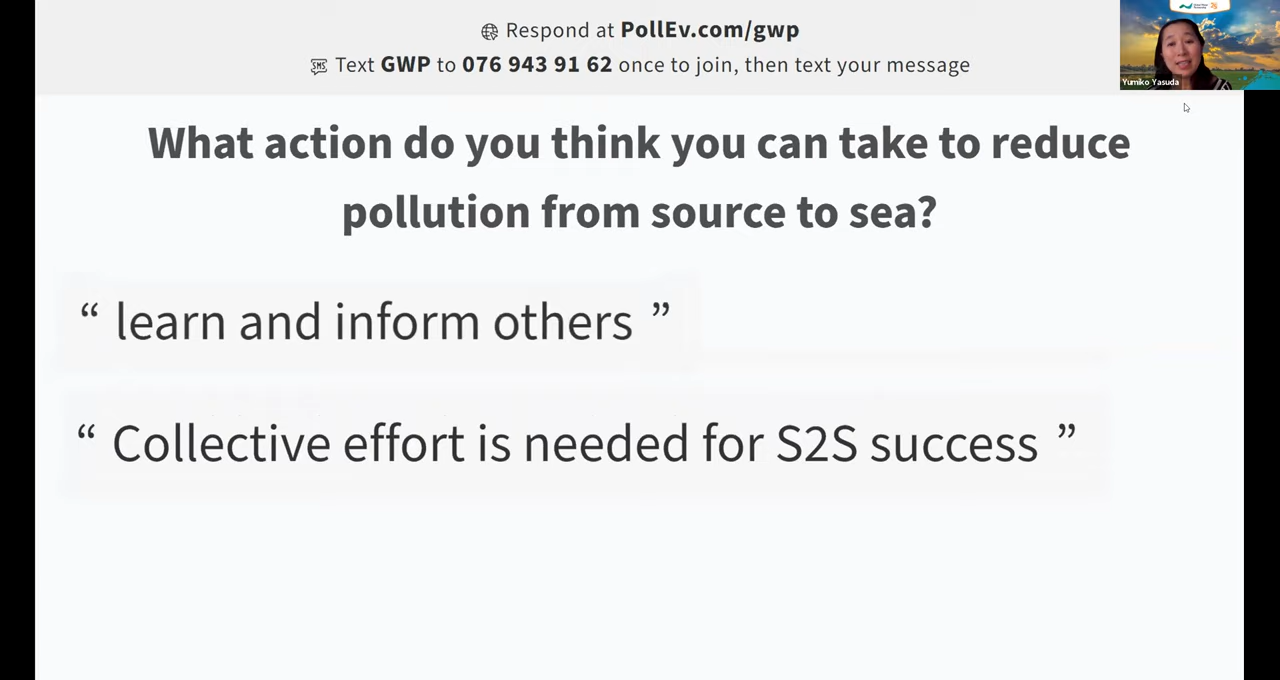 Respond at PollEv.com/gwp
SMS Text GWP to 076 943 91 62 once to join, then text your message
Yumiko Yasuda
What action do you think you can take to reduce
pollution from source to sea?
“ learn and inform others ”
“ Collective effort is needed for S2S success ”